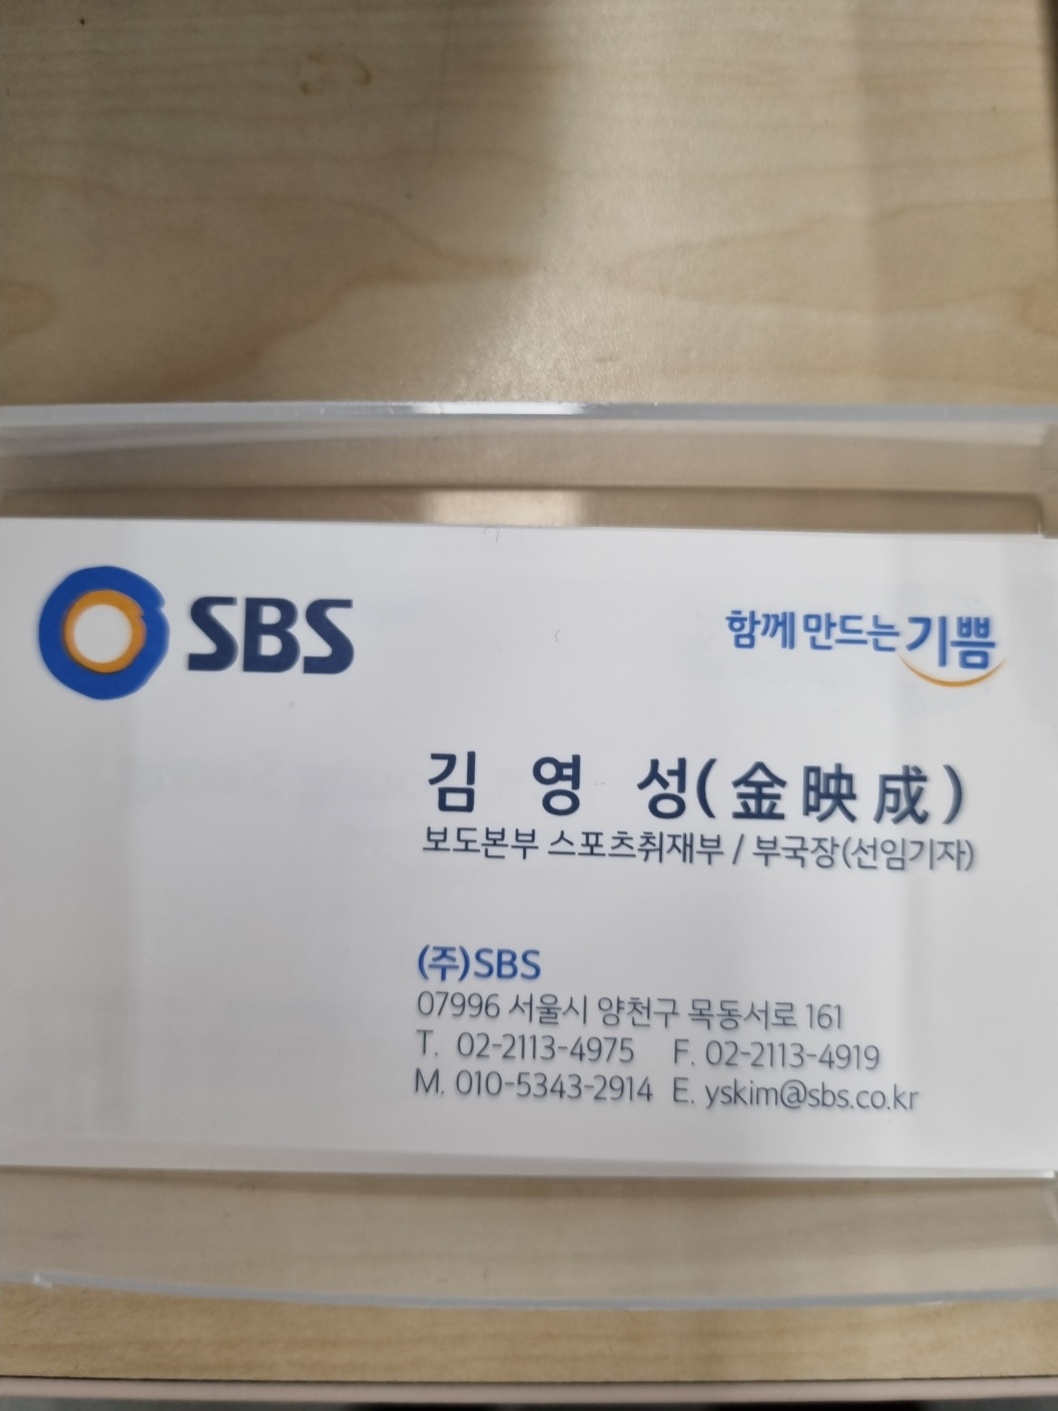 SBS
함께 만드는 기쁨
김 영 성(金映成)
보도본부 스포츠취재부 / 부국장(선임기자)
(주)SBS
07996 서울시 양천구 목동서로 161
T. 02-2113-4975 F. 02-2113-4919
M. 010-5343-2914 E. yskim@sbs.co.kr